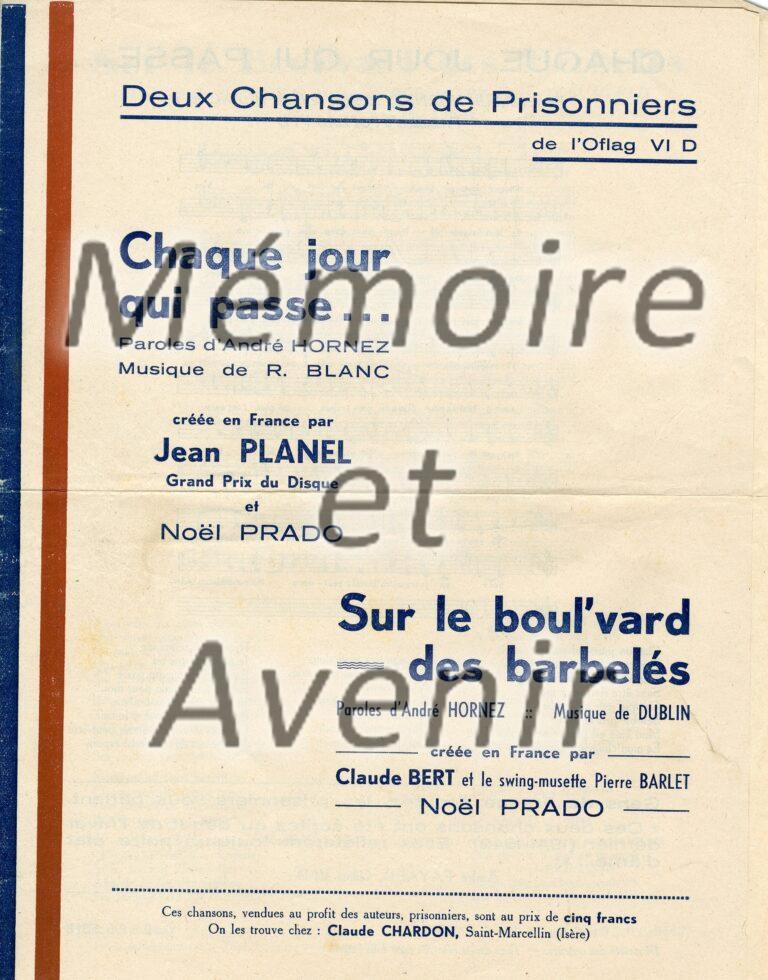 Deux Chansons de Prisonniers
de l'Oflag VI D
Chaque jour
qui passe...
Paroles d'André HORNEZ
Musique de R. BLANC
créée en France par
Jean PLANEL
Grand Prix du Disque
et
Noël PRADO
Sur le boul'vard
des barbelés
Paroles d'André HORNEZ :: Musique de DUBLIN
créée en France par
Claude BERT et le swing-musette Pierre BARLET
Noël PRADO
Ces chansons, vendues au profit des auteurs, prisonniers, sont au prix de cinq francs
On les trouve chez : Claude CHARDON, Saint-Marcellin (Isère)
Mémoire
et
Avenir